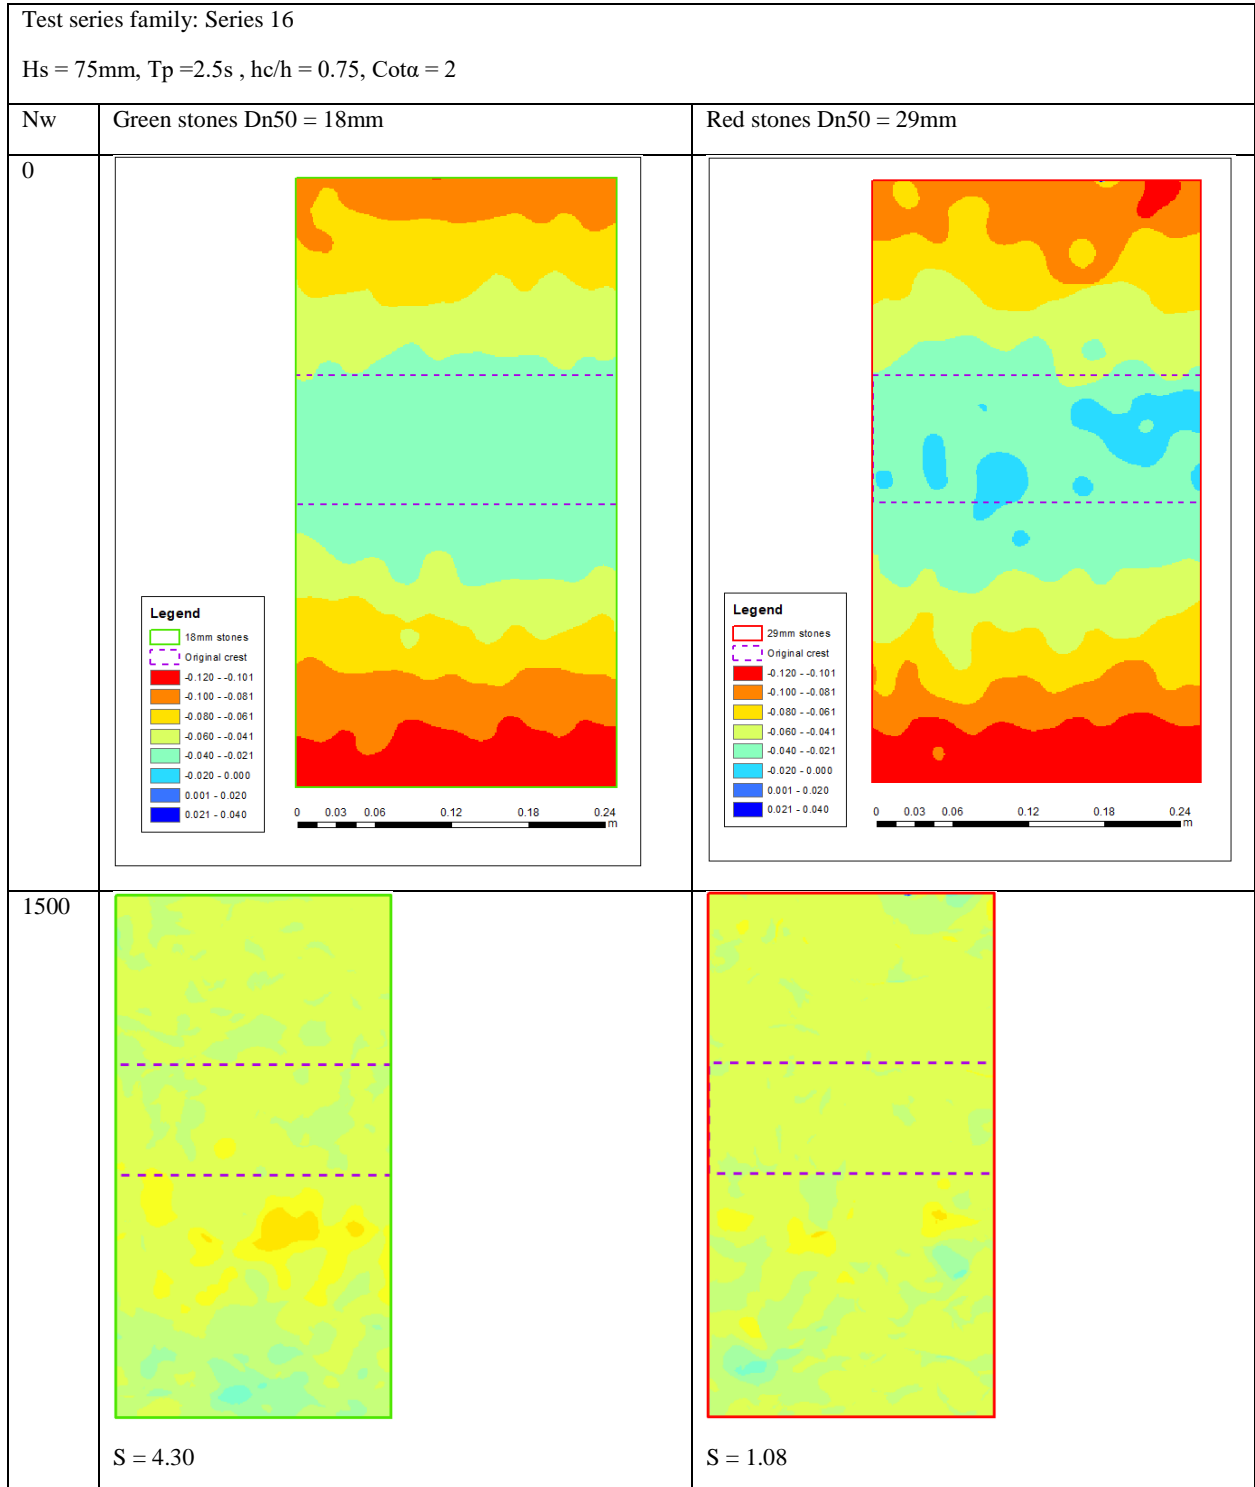 Test series family: Series 16
Hs = 75mm, Tp =2.5s , hc/h = 0.75, Cotα = 2
Nw
Green stones Dn50 = 18mm
Red stones Dn50 = 29mm
0
Legend
18mm stones
Original crest
-0.120 - -0.101
-0.100 - -0.081
-0.080 - -0.061
-0.060 - -0.041
-0.040 - -0.021
-0.020 - 0.000
0.001 - 0.020
0.021 - 0.040
0 0.03 0.06 0.12 0.18 0.24
m
Legend
29mm stones
Original crest
-0.120 - -0.101
-0.100 - -0.081
-0.080 - -0.061
-0.060 - -0.041
-0.040 - -0.021
-0.020 - 0.000
0.001 - 0.020
0.021 - 0.040
0 0.03 0.06 0.12 0.18 0.24
m
1500
S = 4.30
S = 1.08